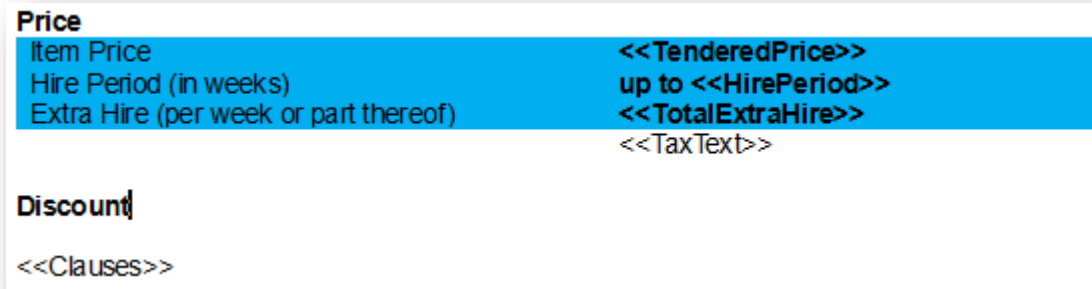 Price
Item Price <<TenderedPrice>>
Hire Period (in weeks) up to <<HirePeriod>>
Extra Hire (per week or part thereof) <<TotalExtraHire>>
<<TaxText>>
Discount
<<Clauses>>